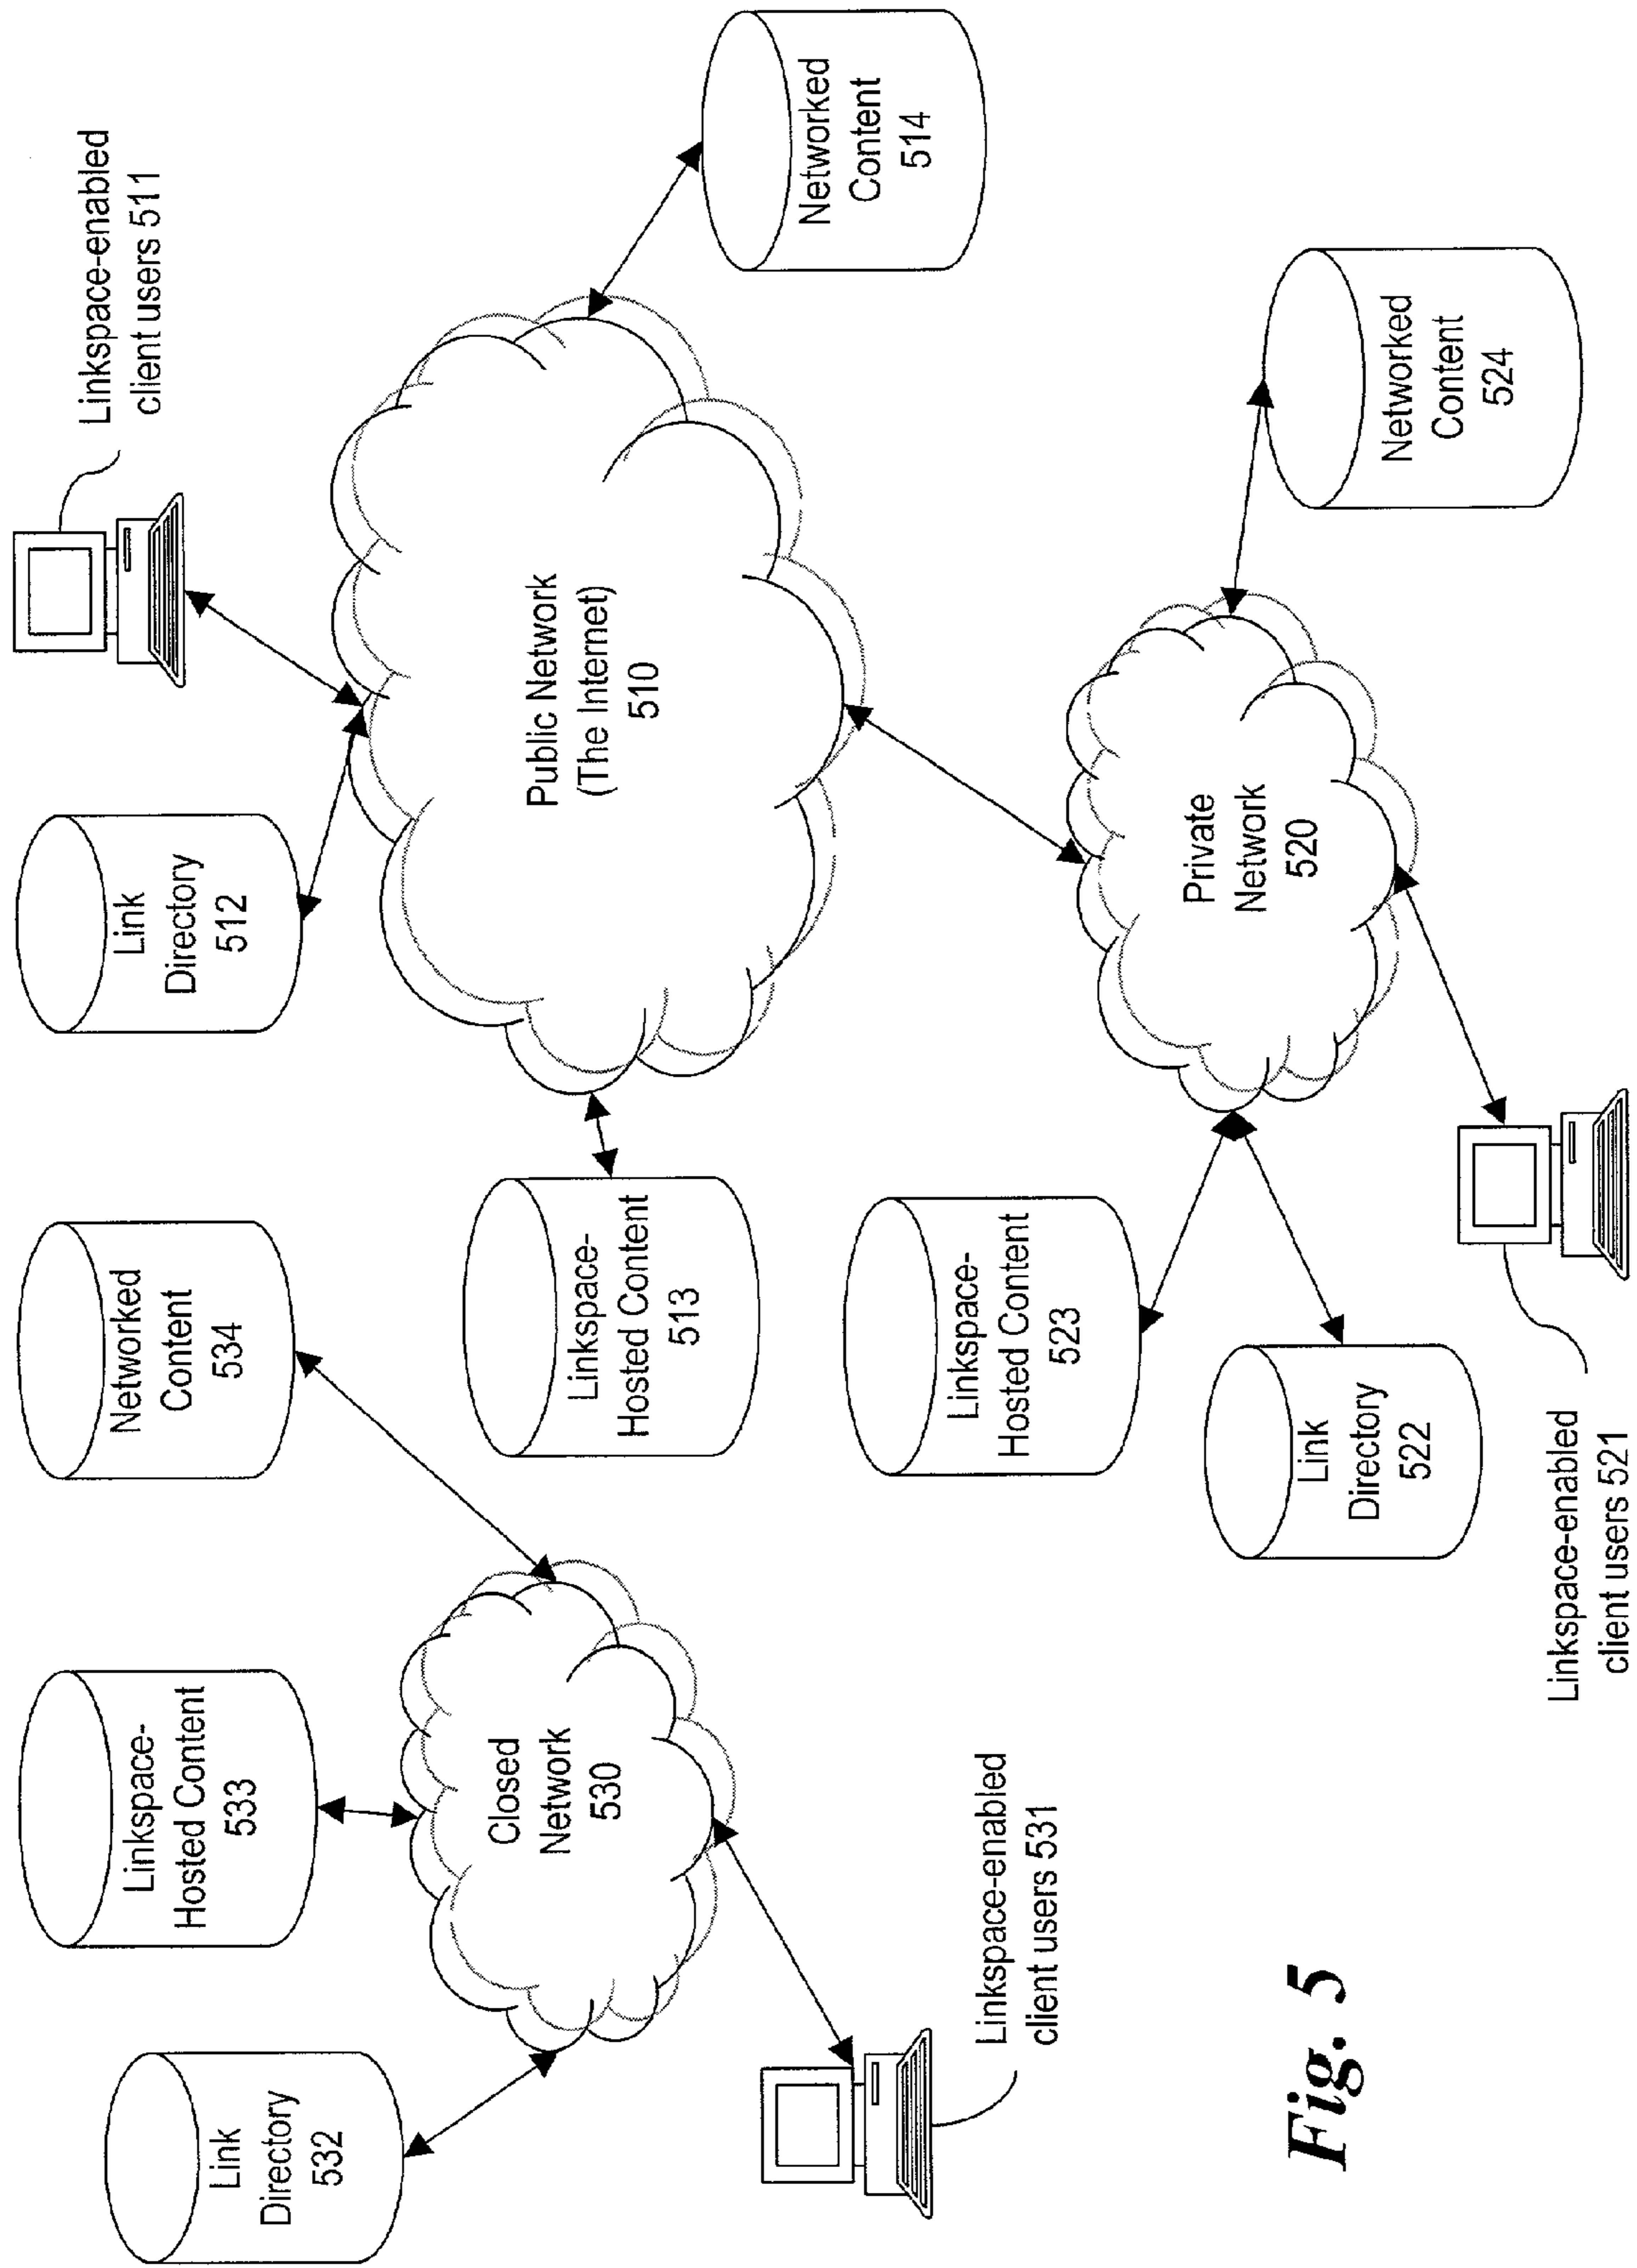 Link
Directory
532
Linkspace-
Hosted Content
533
Networked
Content
534
Link
Directory
512
Linkspace-enabled
client users 511
Closed
Network
530
Linkspace-
Hosted Content
513
Public Network
(The Internet)
510
Networked
Content
514
Linkspace-enabled
client users 531
Linkspace-
Hosted Content
523
Private
Network
520
Networked
Content
524
Link
Directory
522
Linkspace-enabled
client users 521
Fig. 5